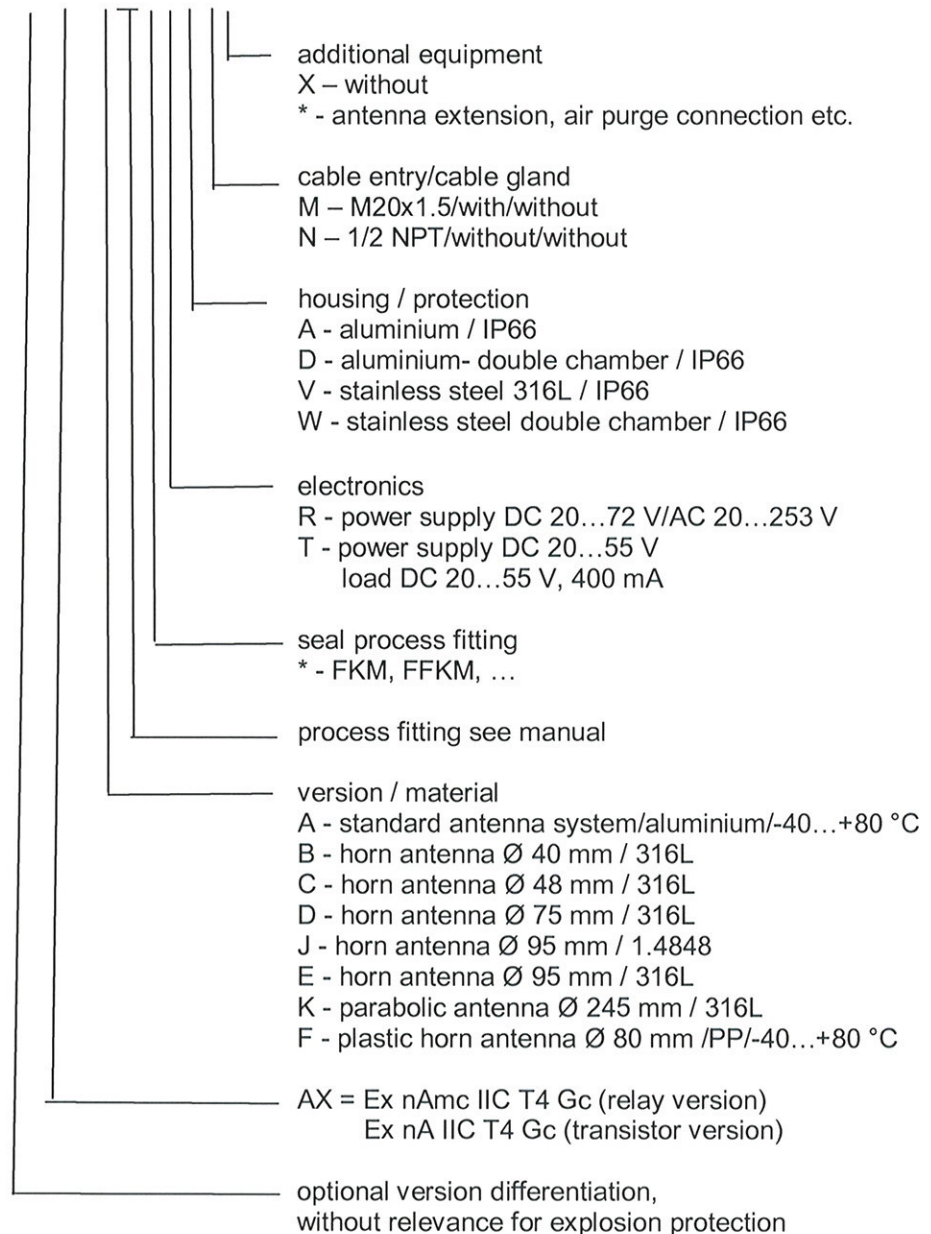 additional equipment
X – without
* - antenna extension, air purge connection etc.
cable entry/cable gland
M – M20x1.5/with/without
N – 1/2 NPT/without/without
housing / protection
A - aluminium / IP66
D - aluminium- double chamber / IP66
V - stainless steel 316L / IP66
W - stainless steel double chamber / IP66
electronics
R - power supply DC 20…72 V/AC 20…253 V
T - power supply DC 20…55 V
load DC 20…55 V, 400 mA
seal process fitting
* - FKM, FFKM, …
process fitting see manual
version / material
A - standard antenna system/aluminium/-40…+80 °C
B - horn antenna Ø 40 mm / 316L
C - horn antenna Ø 48 mm / 316L
D - horn antenna Ø 75 mm / 316L
J - horn antenna Ø 95 mm / 1.4848
E - horn antenna Ø 95 mm / 316L
K - parabolic antenna Ø 245 mm / 316L
F - plastic horn antenna Ø 80 mm /PP/-40…+80 °C
AX = Ex nAmc IIC T4 Gc (relay version)
Ex nA IIC T4 Gc (transistor version)
optional version differentiation,
without relevance for explosion protection